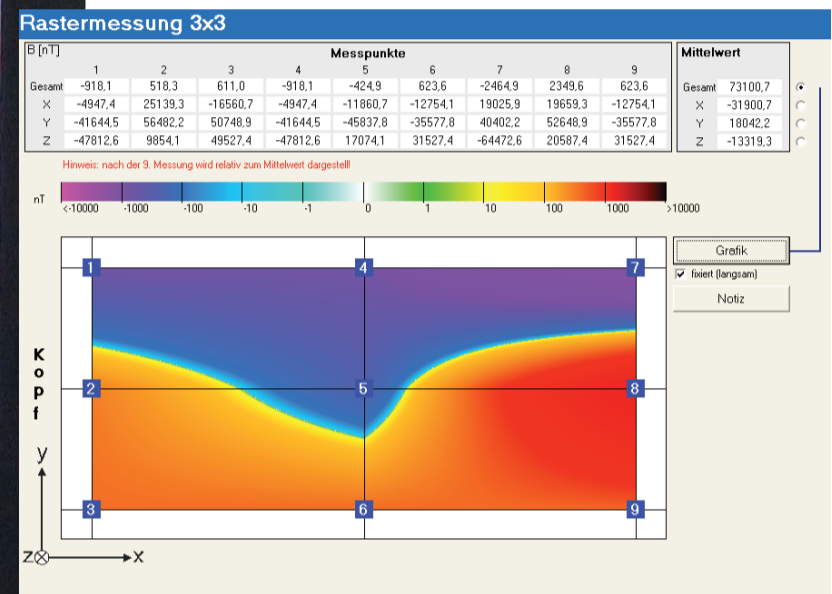 Rastermessung 3x3
B [nT] Messpunkte Mittelwert
1 2 3 4 5 6 7 8 9
Gesamt -918,1 518,3 611,0 -918,1 -424,9 623,6 -2464,9 2349,6 623,6 Gesamt 73100,7
X -4947,4 25139,3 -16560,7 -4947,4 -11860,7 -12754,1 19025,9 19659,3 -12754,1 X -31900,7
Y -41644,5 56482,2 50748,9 -41644,5 -45837,8 -35577,8 40402,2 52648,9 -35577,8 Y 18042,2
Z -47812,6 9854,1 49527,4 -47812,6 17074,1 31527,4 -64472,6 20587,4 31527,4 Z -13319,3
Hinweis: nach der 9. Messung wird relativ zum Mittelwert dargestell!
nT
<-10000 -1000 -100 -10 -1 0 1 10 100 1000 >10000
Grafik
fixiert (langsam)
Notiz
1 4 7
Kopf
2 5 8
3 6 9
y
z x